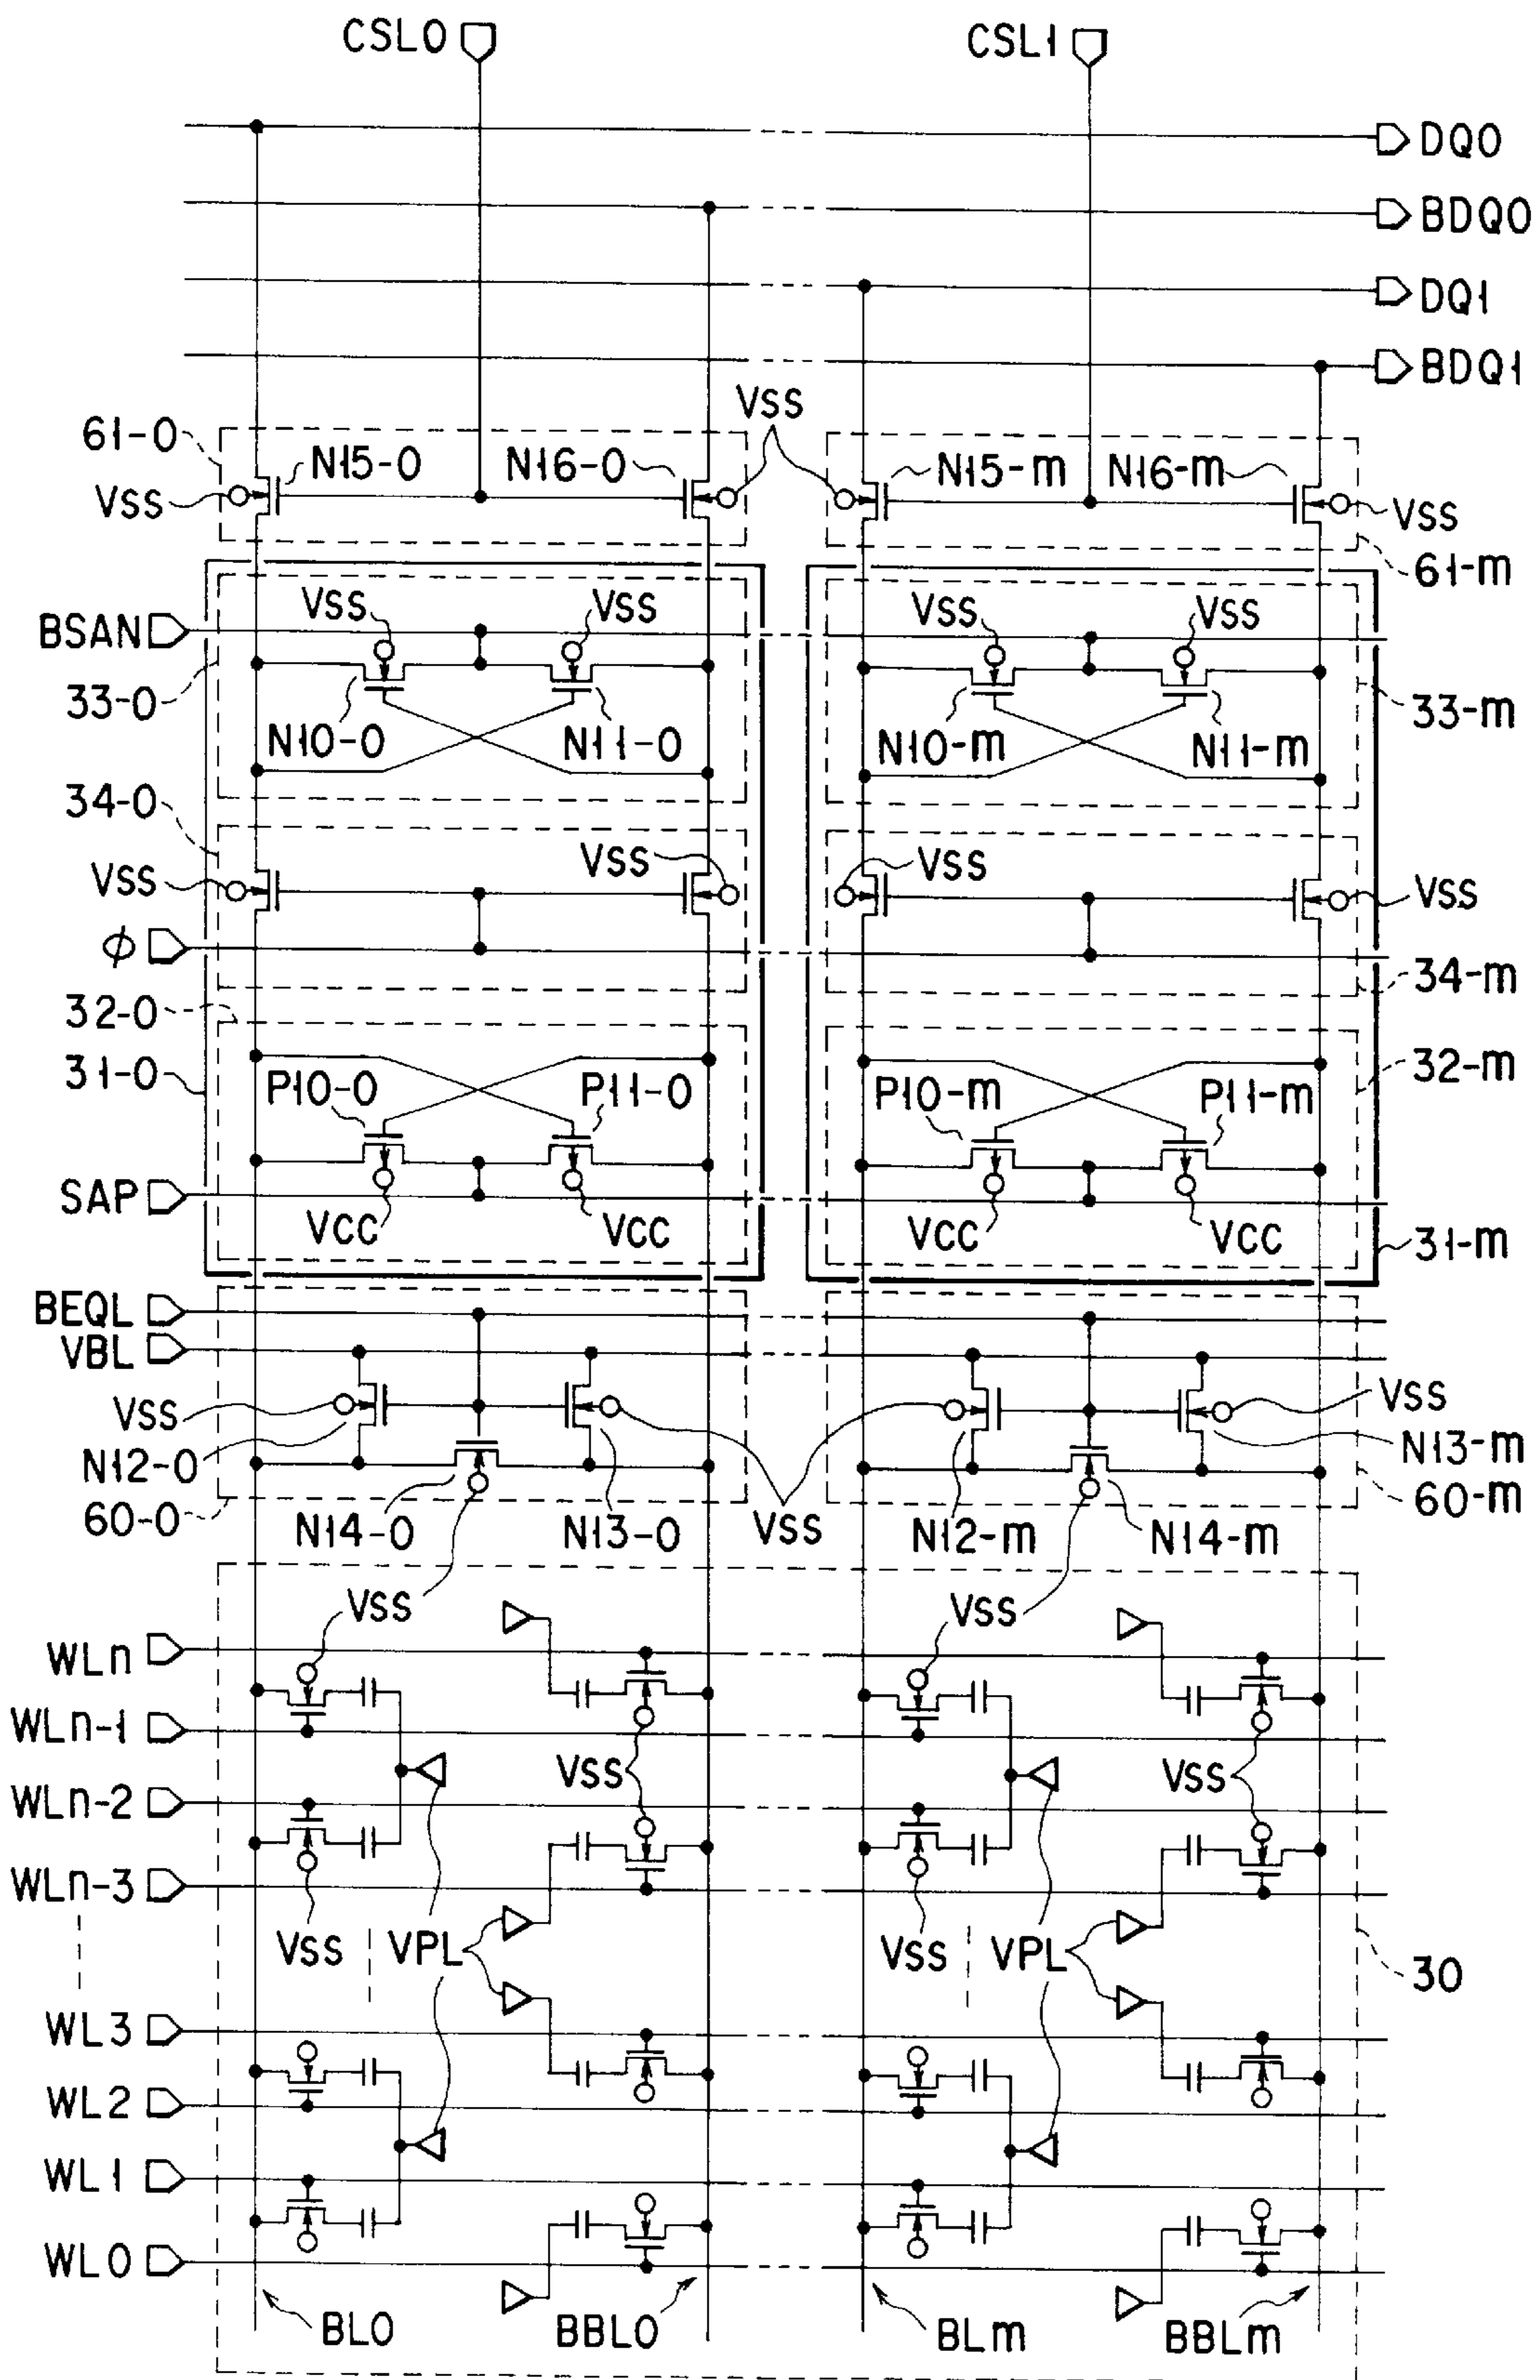 CSL0 CSL1
DQ0
BDQ0
DQ1
BDQ1
VSS
61-0 N15-0 N16-0 N15-m N16-m
VSS VSS
61-m
VSS VSS VSS VSS
BSAN
33-0 33-m
N10-0 N11-0 N10-m N11-m
34-0
VSS VSS VSS VSS
φ
34-m
32-0
31-0 32-m
P10-0 P11-0 P10-m P11-m
SAP
VCC VCC VCC VCC
31-m
BEQL
VBL
VSS VSS
N12-0 N13-m
60-0 60-m
N14-0 N13-0 VSS N12-m N14-m
VSS VSS
WLn
WLn-1
VSS VSS
WLn-2
WLn-3
VSS VPL VSS VPL
30
WL3
WL2
WL1
WL0
BL0 BBL0 BLm BBLm